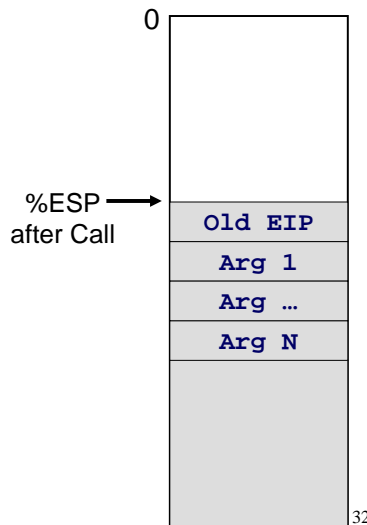 0
%ESP
after Call
Old EIP
Arg 1
Arg …
Arg N
32